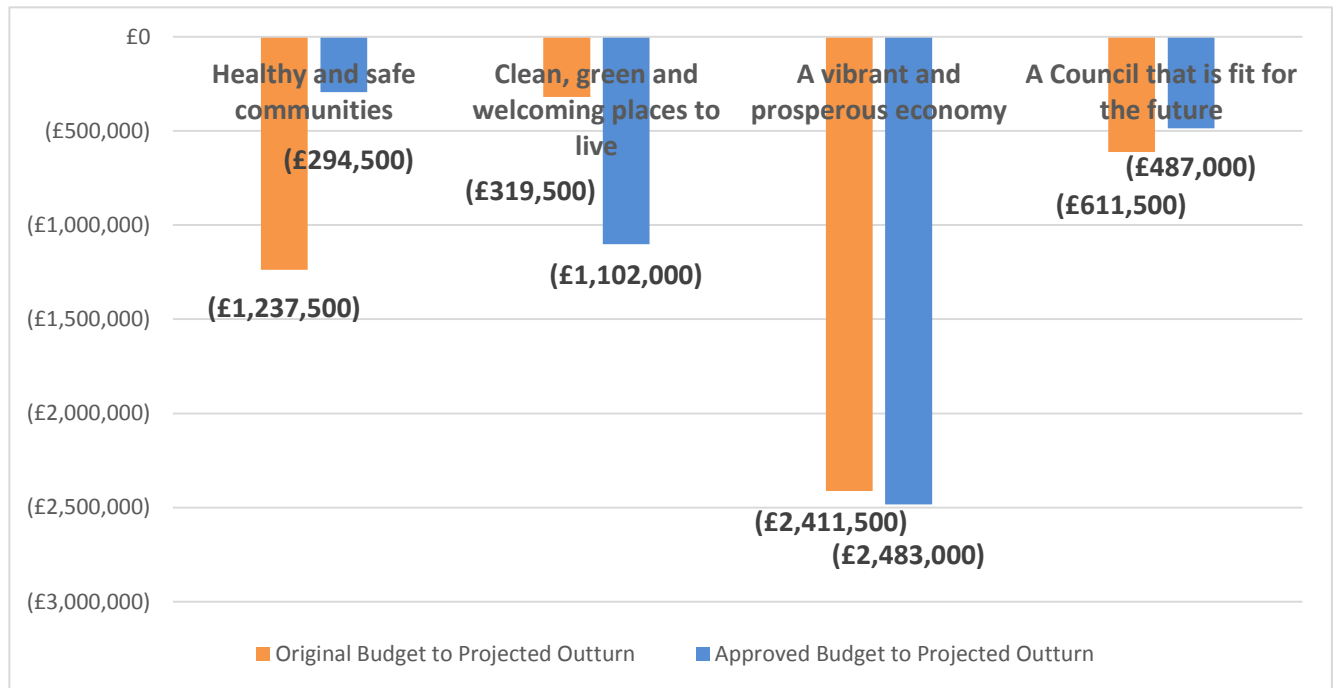 £0
(£500,000)
(£1,000,000)
(£1,500,000)
(£2,000,000)
(£2,500,000)
(£3,000,000)
Healthy and safe
communities
Clean, green and
welcoming places to
live
A vibrant and
prosperous economy
A Council that is fit for
the future
(£294,500)
(£1,237,500)
(£319,500)
(£1,102,000)
(£2,411,500)
(£2,483,000)
(£487,000)
(£611,500)
Original Budget to Projected Outturn
Approved Budget to Projected Outturn